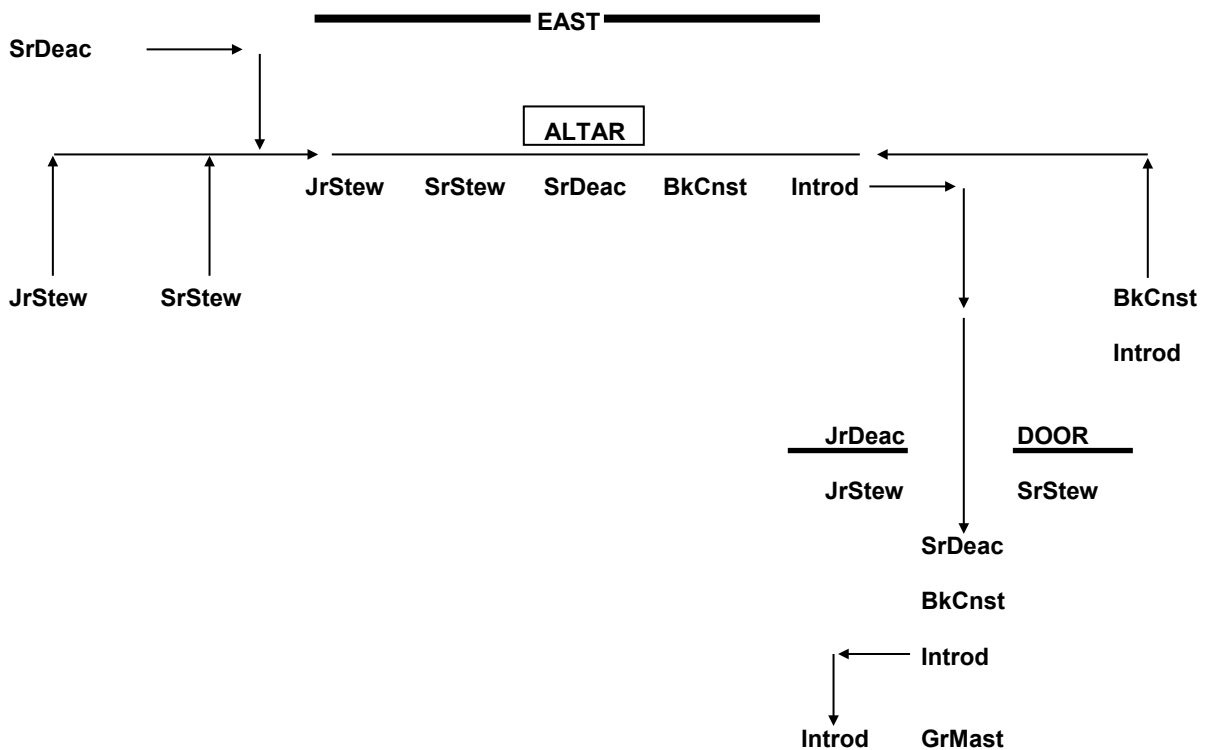 EAST
SrDeac
ALTAR
JrStew SrStew SrDeac BkCnst Introd
JrStew SrStew BkCnst
Introd
JrDeac DOOR
JrStew SrStew
SrDeac
BkCnst
Introd
Introd GrMast